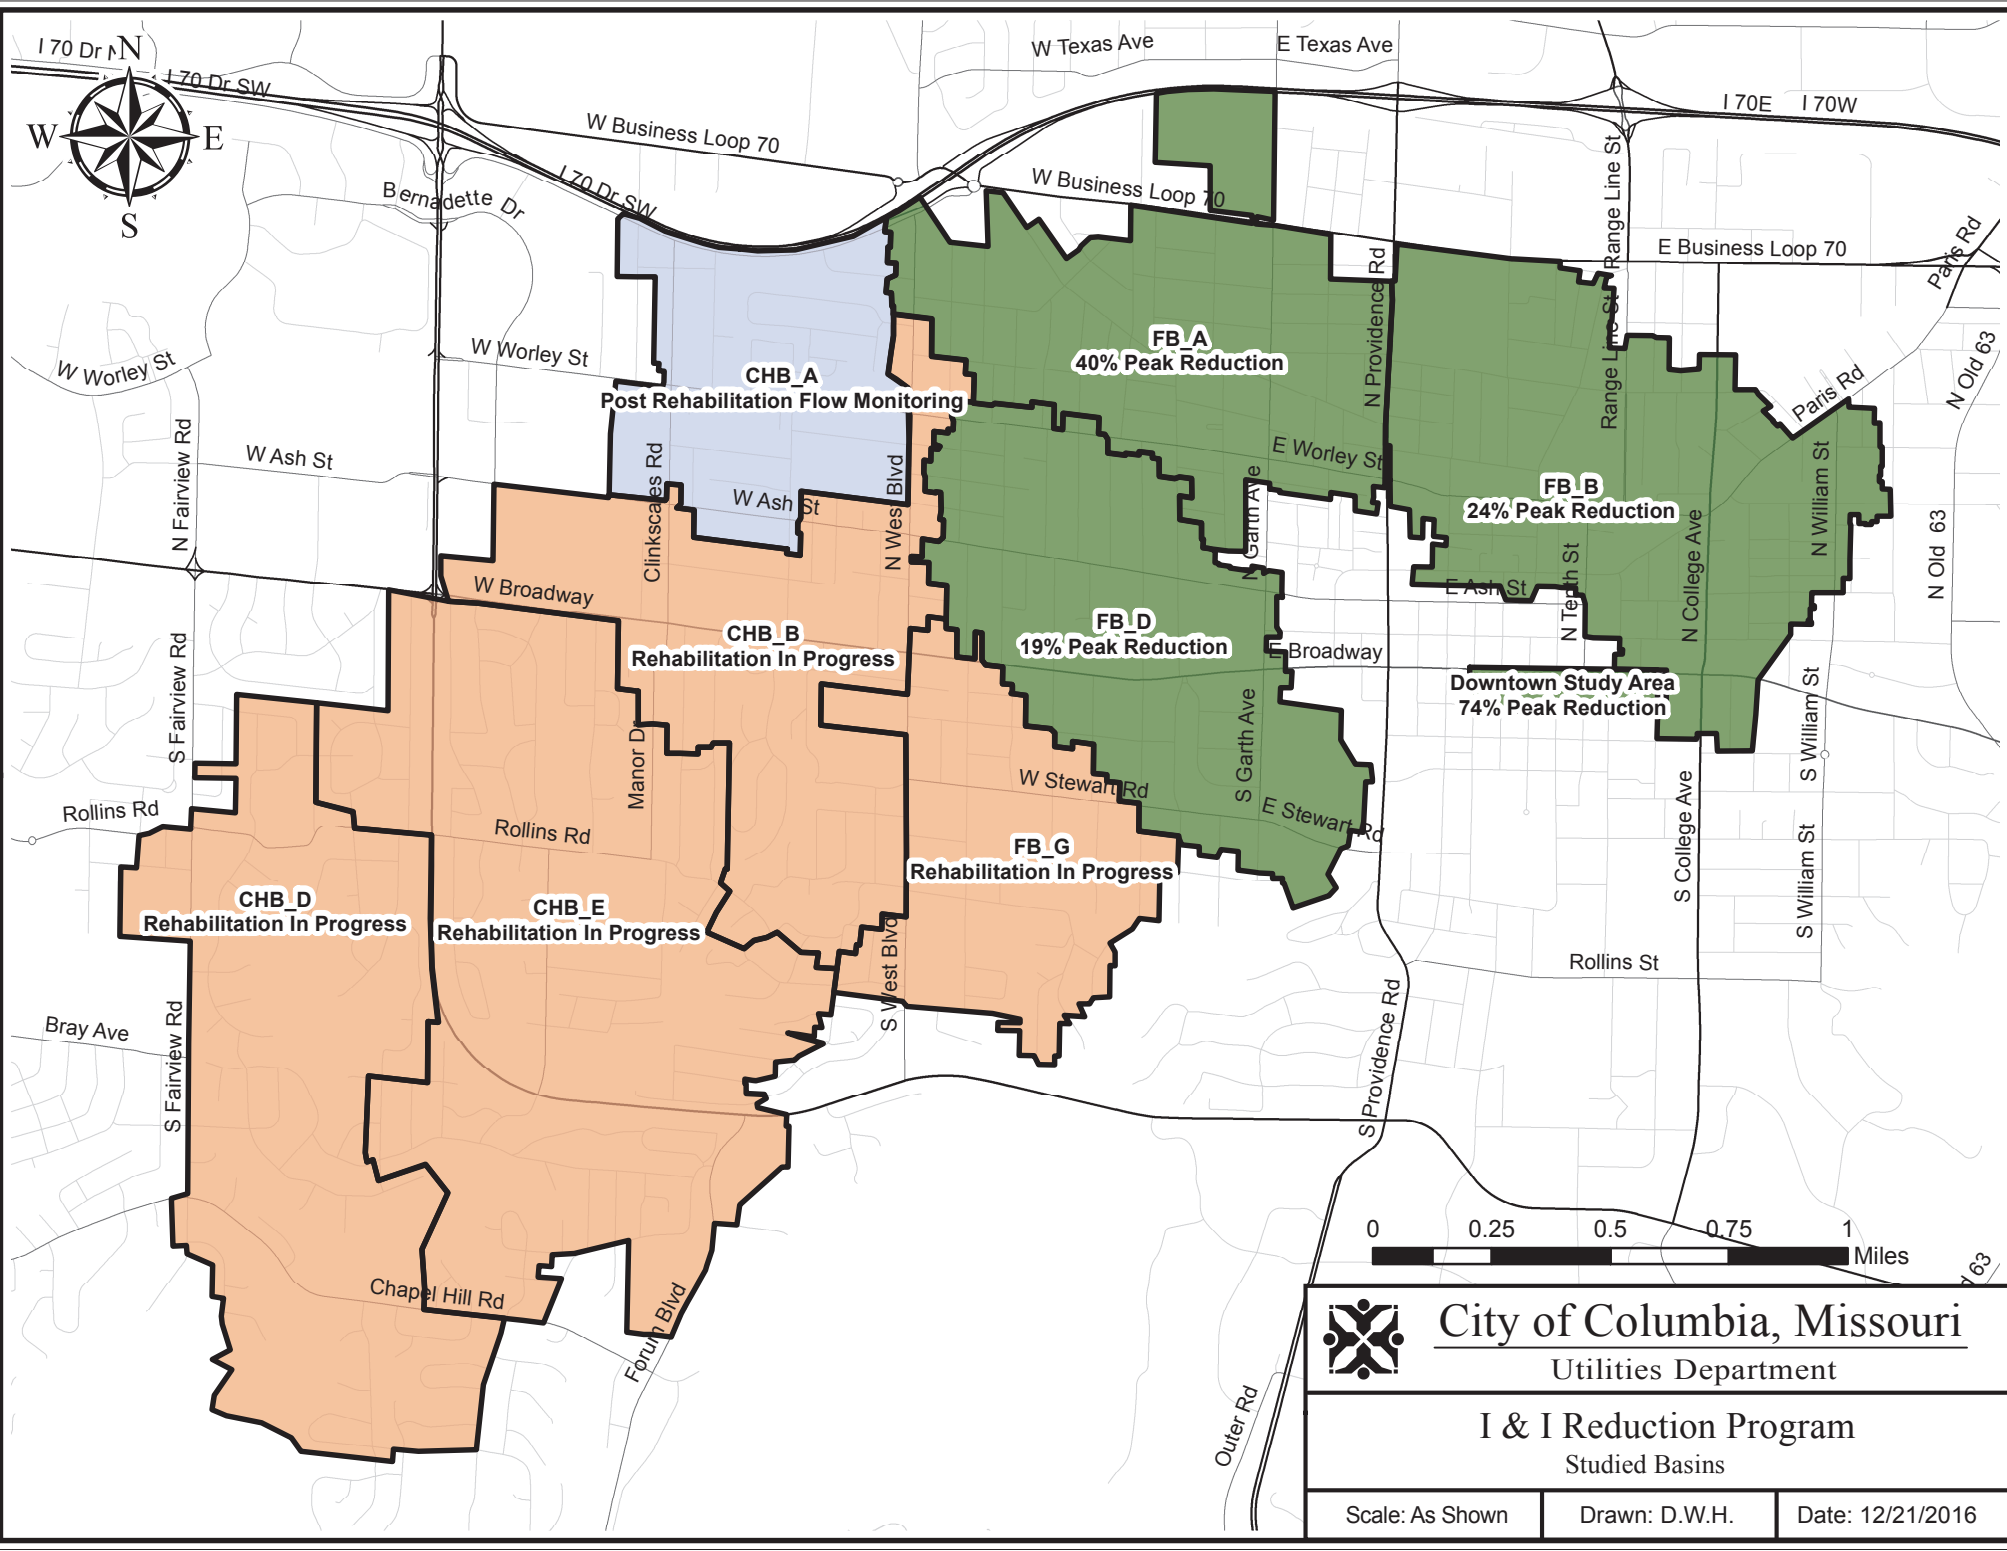 I 70 Dr N
N
I 70 Dr SW
W
E
S
W Texas Ave
E Texas Ave
W Business Loop 70
I 70E
I 70W
I 70 Dr SW
Bernadette Dr
W Business Loop 70
Range Line St
E Business Loop 70
Paris Rd
N Providence Rd
Range Line St
W Worley St
W Worley St
FB_A
40% Peak Reduction
CHB_A
Post Rehabilitation Flow Monitoring
Paris Rd
N Old 63
N Fairview Rd
W Ash St
Clinkscales Rd
W Ash St
N West Blvd
E Worley St
N Garth Ave
FB_B
24% Peak Reduction
N William St
N College Ave
N Tenth St
N Old 63
E Ash St
W Broadway
CHB_B
Rehabilitation In Progress
FB_D
19% Peak Reduction
E Broadway
Downtown Study Area
74% Peak Reduction
S Fairview Rd
Manor Dr
S Garth Ave
S William St
W Stewart Rd
E Stewart Rd
S College Ave
Rollins Rd
Rollins Rd
FB_G
Rehabilitation In Progress
S William St
CHB_D
Rehabilitation In Progress
CHB_E
Rehabilitation In Progress
S West Blvd
Rollins St
S Providence Rd
Bray Ave
S Fairview Rd
Chapel Hill Rd
Forum Blvd
Outer Rd
0 0.25 0.5 0.75 1
Miles
d 63
City of Columbia, Missouri
Utilities Department
I & I Reduction Program
Studied Basins
Scale: As Shown
Drawn: D.W.H.
Date: 12/21/2016